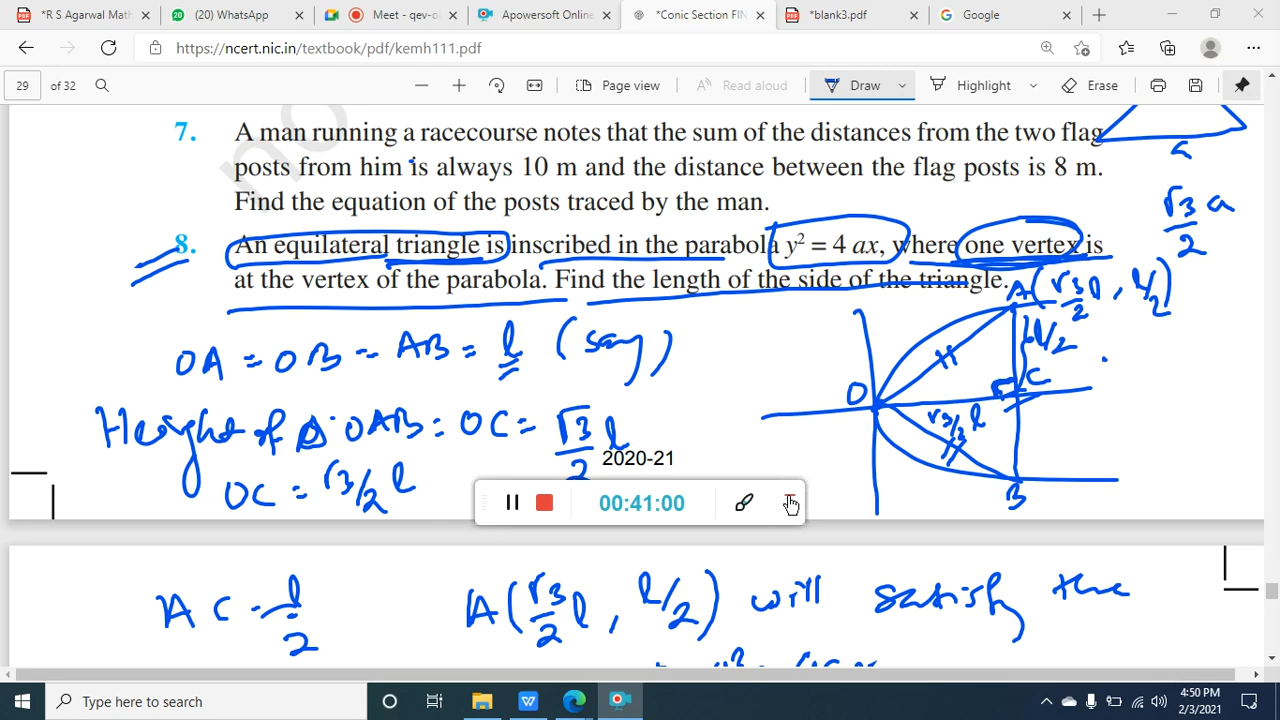 *R S Agarwal Math
(20) WhatsApp
Meet - qev-ol
Apowersoft Online
*Conic Section FIN
*blank3.pdf
Google
https://ncert.nic.in/textbook/pdf/kemh111.pdf
29 of 32
Page view
Read aloud
Draw
Highlight
Erase
7. A man running a racecourse notes that the sum of the distances from the two flag
posts from him is always 10 m and the distance between the flag posts is 8 m.
Find the equation of the posts traced by the man.
a
√3 a
2
8. An equilateral triangle is inscribed in the parabola y² = 4 ax, where one vertex is
at the vertex of the parabola. Find the length of the side of the triangle.
A(√3/2 l, l/2)
OA = OB = AB = l (say)
l/2
C
O
√3/2 l
B
Height of Δ OAB = OC = √3/2 l
OC = √3/2 l
2020-21
00:41:00
AC = l/2
A(√3/2 l, l/2) will satisfy the
Type here to search
4:50 PM
2/3/2021